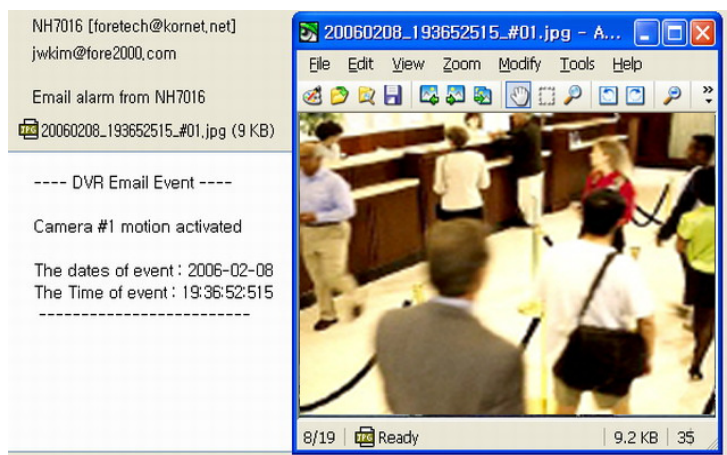 NH7016 [foretech@kornet,net]
jwkim@fore2000,com
Email alarm from NH7016
20060208_193652515_#01.jpg (9 KB)
---- DVR Email Event ----
Camera #1 motion activated
The dates of event : 2006-02-08
The Time of event : 19:36:52:515
--------------------------
20060208_193652515_#01.jpg - A...
File Edit View Zoom Modify Tools Help
8/19 JPG Ready 9.2 KB 35